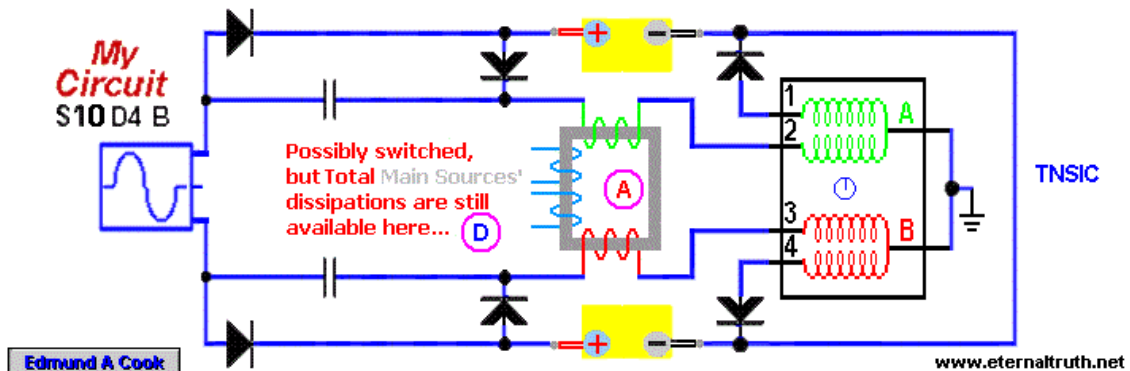 My
Circuit
S10 D4 B
Possibly switched,
but Total Main Sources'
dissipations are still
available here...
D
A
+
−
1
2
3
4
A
B
TNSIC
+
−
Edmund A Cook
www.eternaltruth.net